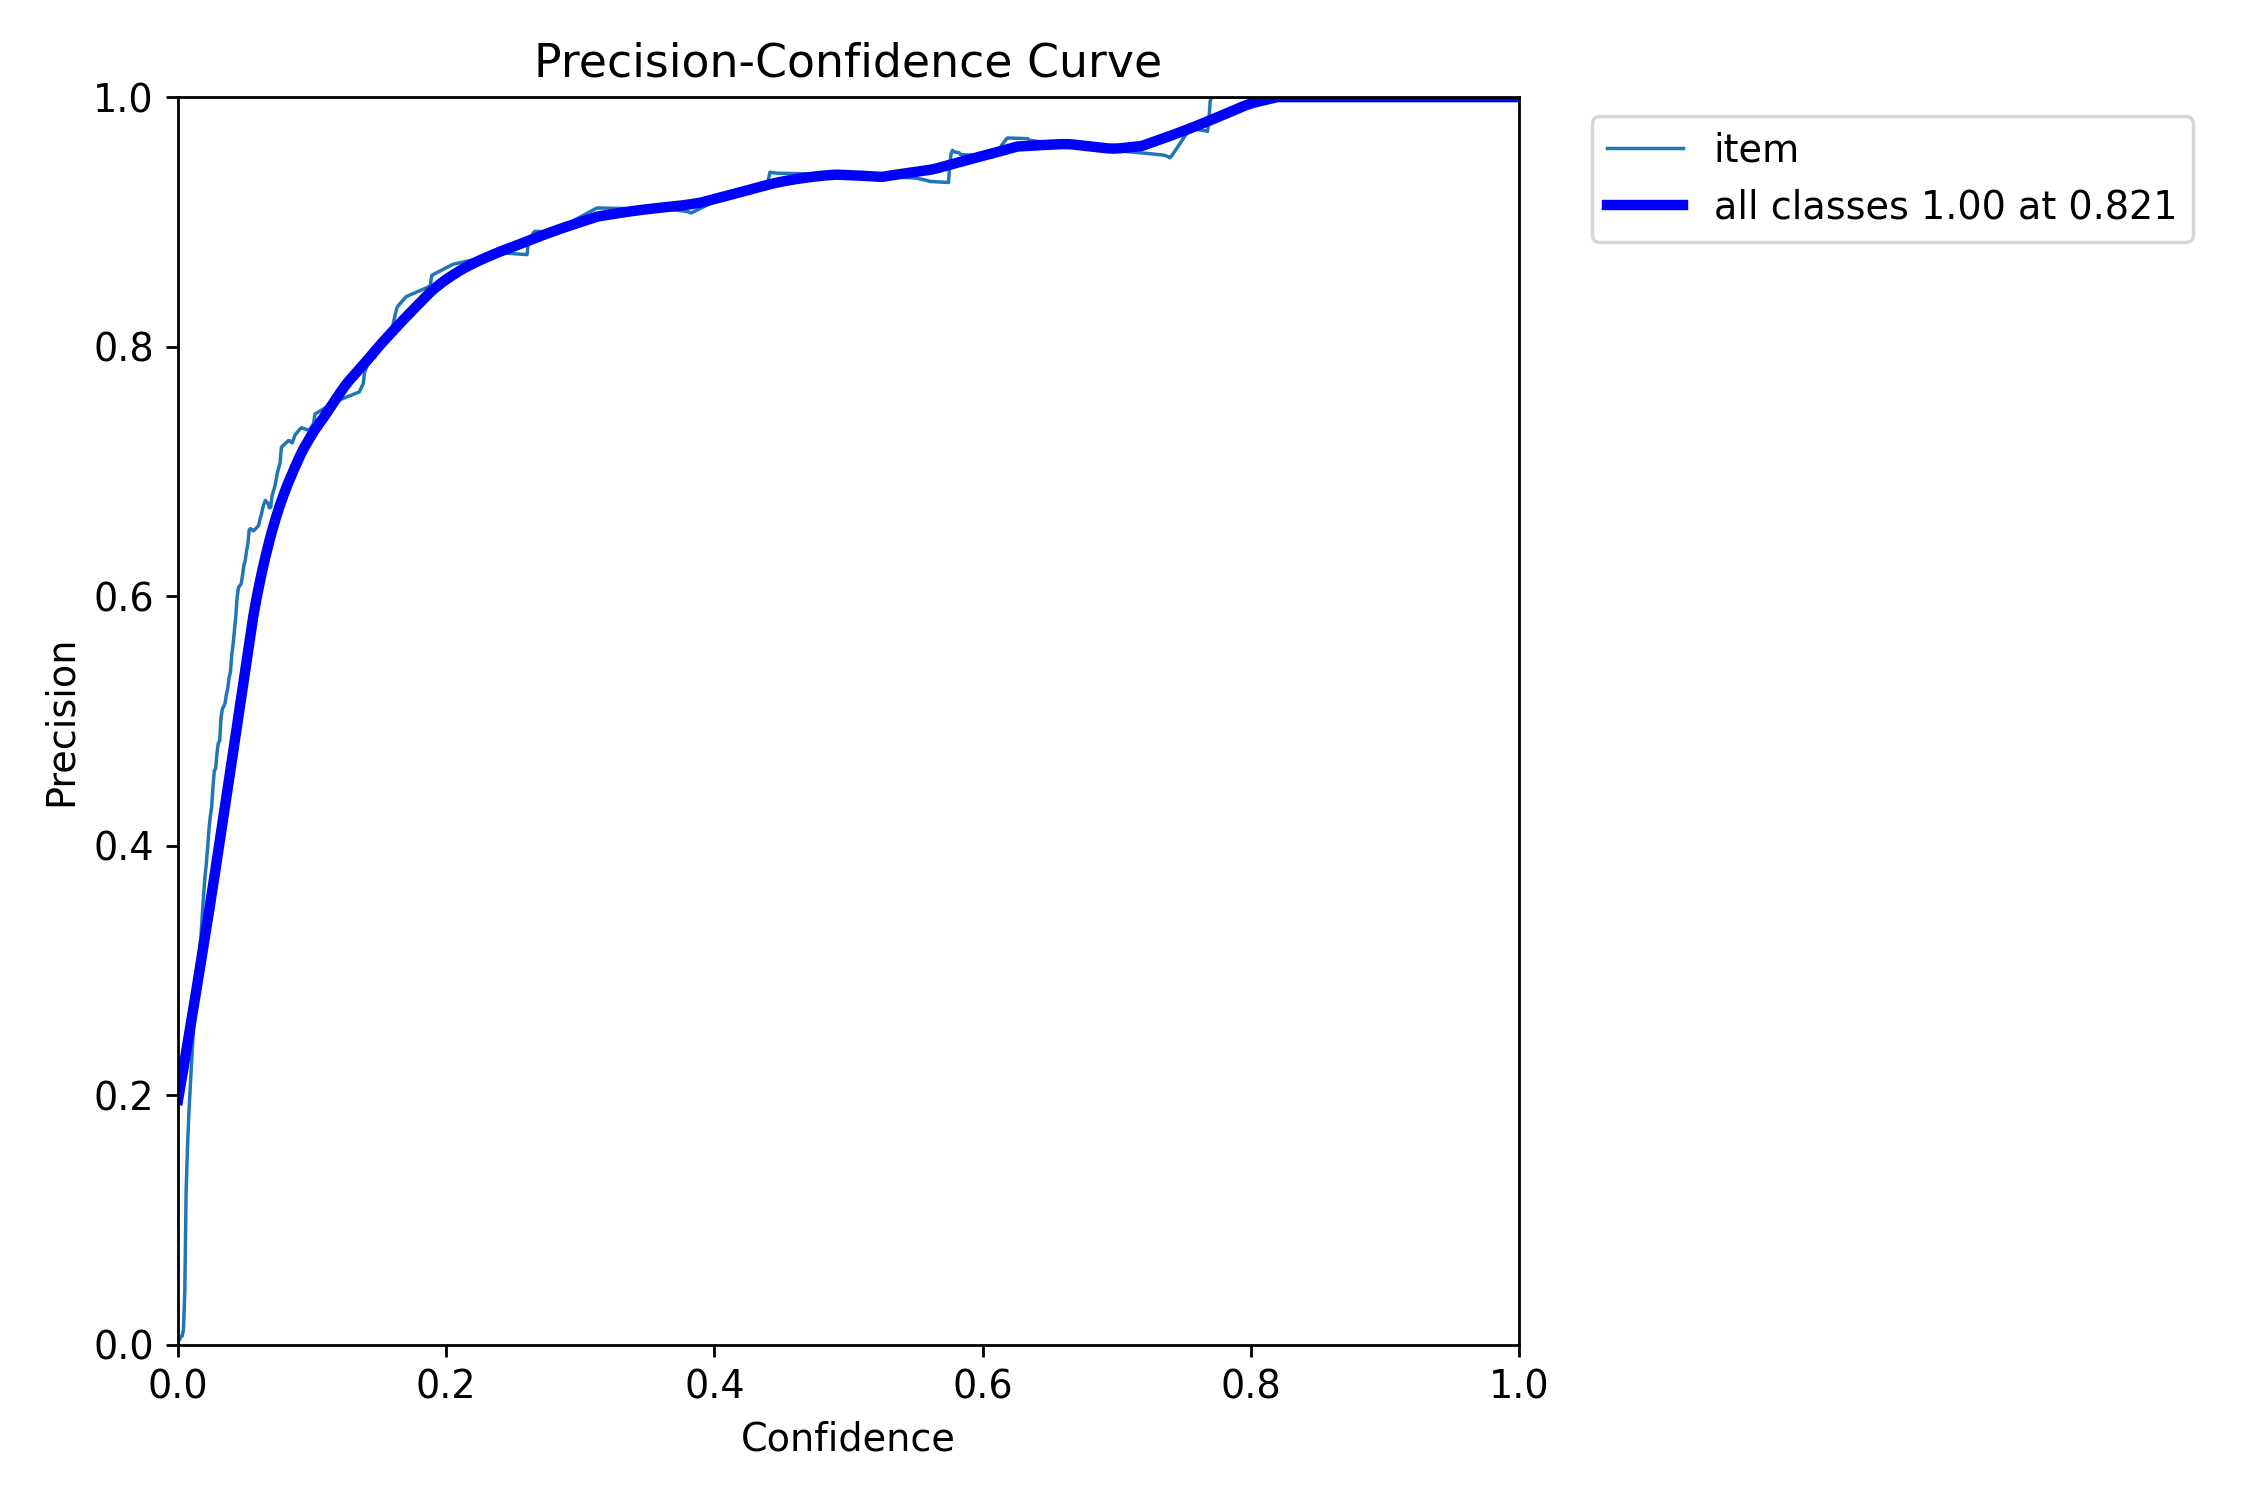 Precision-Confidence Curve
1.0
0.8
0.6
0.4
0.2
0.0
Precision
0.0 0.2 0.4 0.6 0.8 1.0
Confidence
item
all classes 1.00 at 0.821